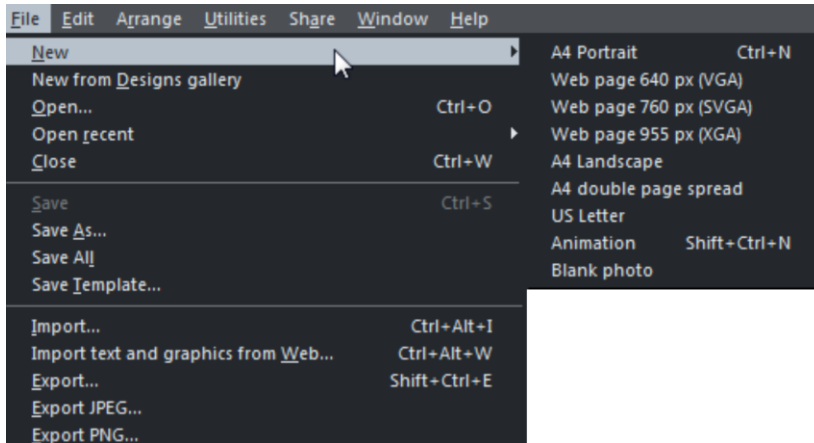 File Edit Arrange Utilities Share Window Help
New
New from Designs gallery
Open... Ctrl+O
Open recent
Close Ctrl+W
Save Ctrl+S
Save As...
Save All
Save Template...
Import... Ctrl+Alt+I
Import text and graphics from Web... Ctrl+Alt+W
Export... Shift+Ctrl+E
Export JPEG...
Export PNG...
A4 Portrait Ctrl+N
Web page 640 px (VGA)
Web page 760 px (SVGA)
Web page 955 px (XGA)
A4 Landscape
A4 double page spread
US Letter
Animation Shift+Ctrl+N
Blank photo